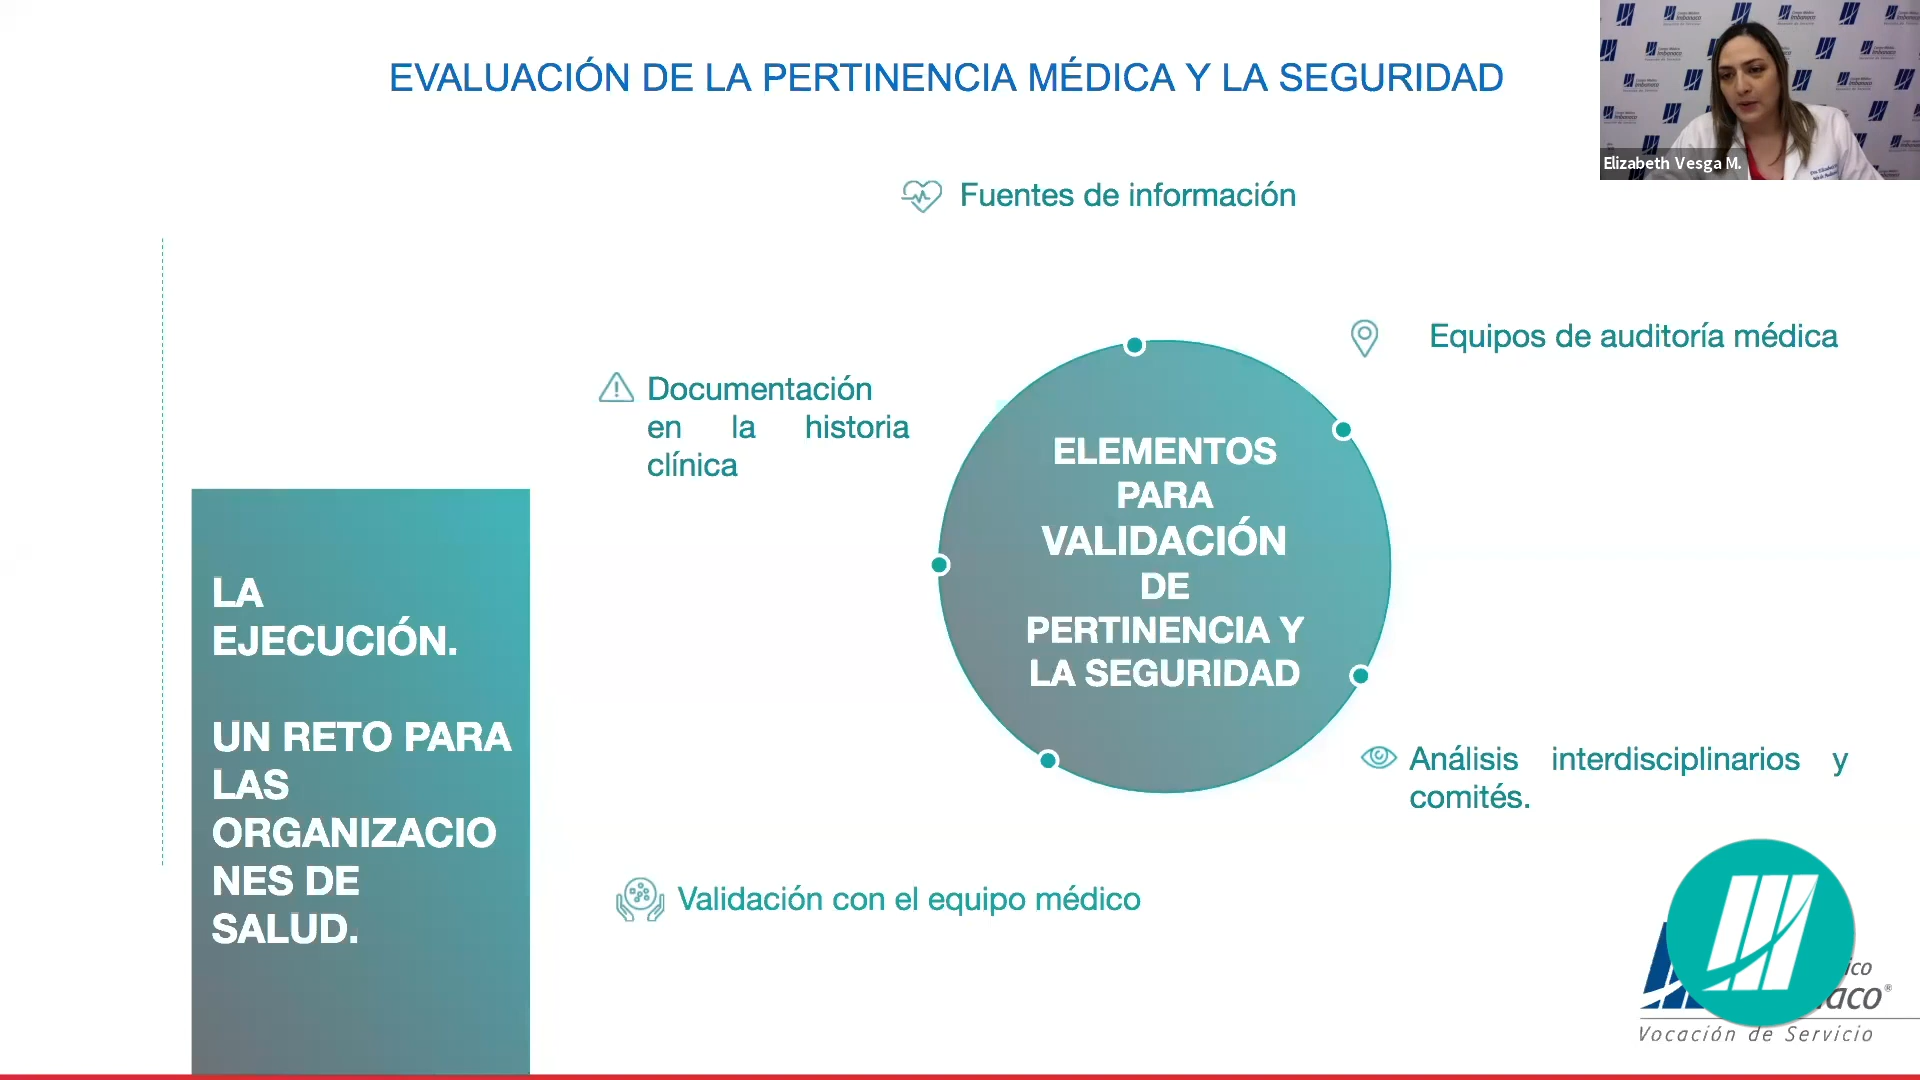 EVALUACIÓN DE LA PERTINENCIA MÉDICA Y LA SEGURIDAD
Elizabeth Vesga M.
Fuentes de información
Equipos de auditoría médica
Documentación
en la historia
clínica
ELEMENTOS
PARA
VALIDACIÓN
DE
PERTINENCIA Y
LA SEGURIDAD
LA
EJECUCIÓN.
UN RETO PARA
LAS
ORGANIZACIO
NES DE
SALUD.
Análisis interdisciplinarios y
comités.
Validación con el equipo médico
Vocación de Servicio